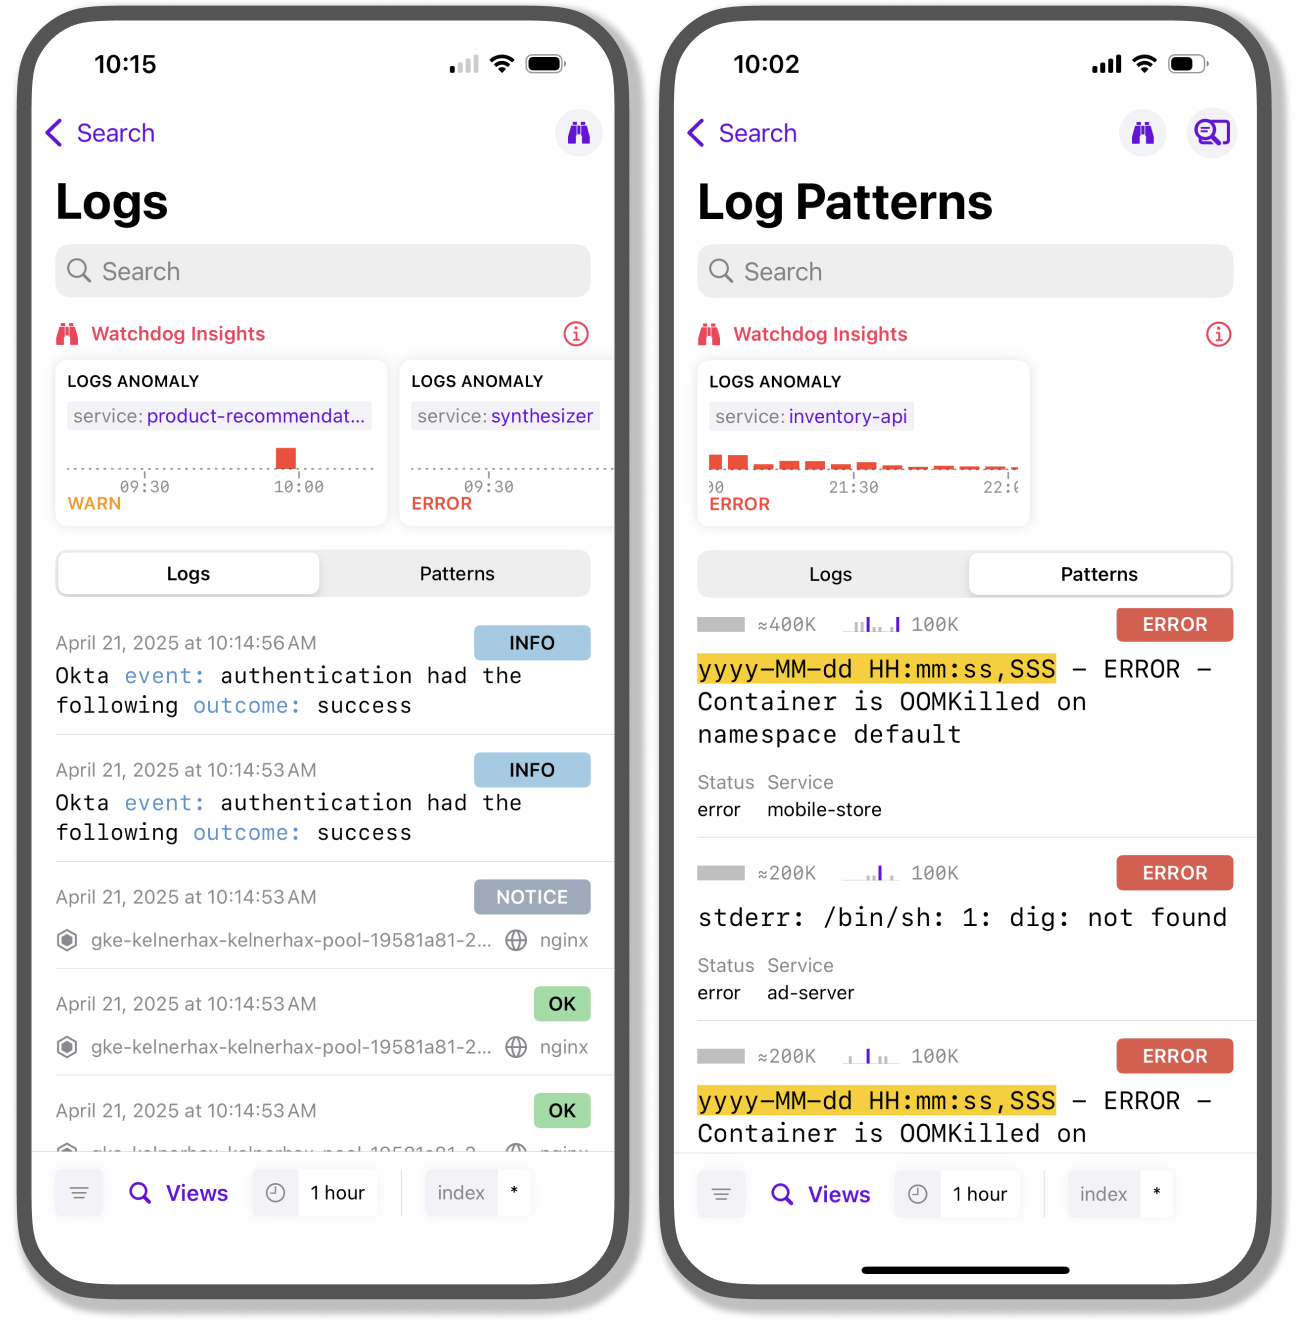 10:15
Search
Logs
Search
Watchdog Insights
LOGS ANOMALY
service: product-recommendat...
09:30
10:00
WARN
LOGS ANOMALY
service: synthesizer
09:30
ERROR
Logs
Patterns
April 21, 2025 at 10:14:56 AM
INFO
Okta event: authentication had the
following outcome: success
April 21, 2025 at 10:14:53 AM
INFO
Okta event: authentication had the
following outcome: success
April 21, 2025 at 10:14:53 AM
NOTICE
gke-kelnerhax-kelnerhax-pool-19581a81-2...
nginx
April 21, 2025 at 10:14:53 AM
OK
gke-kelnerhax-kelnerhax-pool-19581a81-2...
nginx
April 21, 2025 at 10:14:53 AM
OK
Views
1 hour
index
*
10:02
Search
Log Patterns
Search
Watchdog Insights
LOGS ANOMALY
service: inventory-api
21:30
ERROR
Logs
Patterns
≈400K
100K
ERROR
yyyy-MM-dd HH:mm:ss,SSS - ERROR -
Container is OOMKilled on
namespace default
Status Service
error mobile-store
≈200K
100K
ERROR
stderr: /bin/sh: 1: dig: not found
Status Service
error ad-server
≈200K
100K
ERROR
yyyy-MM-dd HH:mm:ss,SSS - ERROR -
Container is OOMKilled on
Views
1 hour
index
*